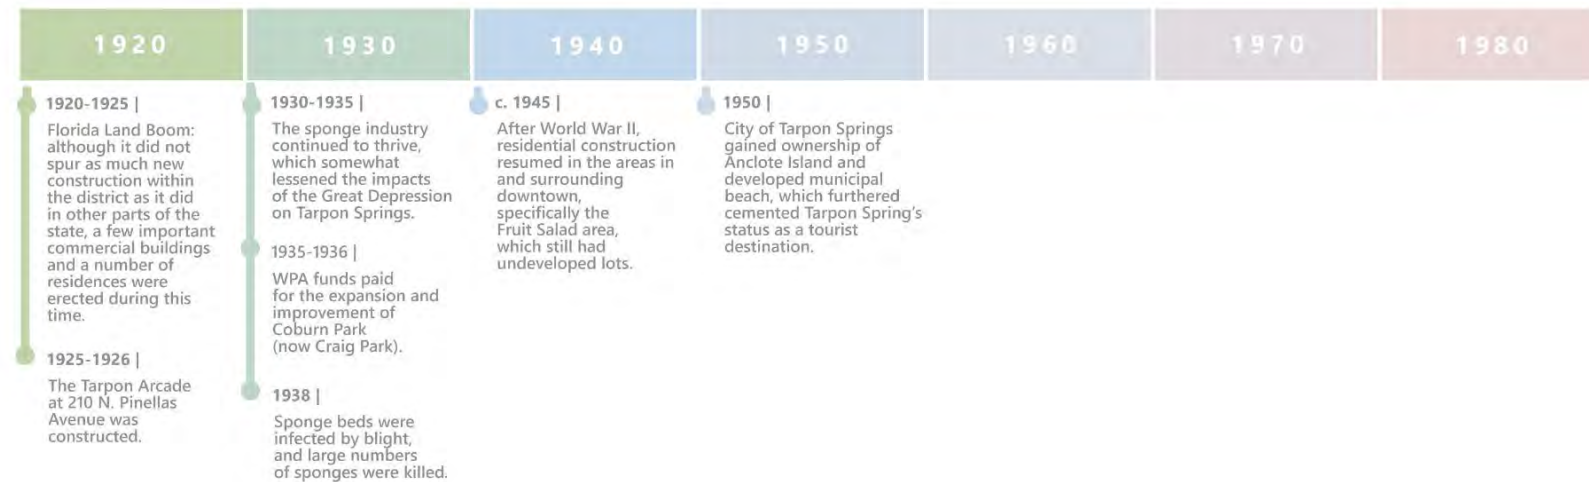 1920 1930 1940 1950 1960 1970 1980
1920-1925 |
Florida Land Boom:
although it did not
spur as much new
construction within
the district as it did
in other parts of the
state, a few important
commercial buildings
and a number of
residences were
erected during this
time.
1925-1926 |
The Tarpon Arcade
at 210 N. Pinellas
Avenue was
constructed.
1930-1935 |
The sponge industry
continued to thrive,
which somewhat
lessened the impacts
of the Great Depression
on Tarpon Springs.
1935-1936 |
WPA funds paid
for the expansion and
improvement of
Coburn Park
(now Craig Park).
1938 |
Sponge beds were
infected by blight,
and large numbers
of sponges were killed.
c. 1945 |
After World War II,
residential construction
resumed in the areas in
and surrounding
downtown,
specifically the
Fruit Salad area,
which still had
undeveloped lots.
1950 |
City of Tarpon Springs
gained ownership of
Anclote Island and
developed municipal
beach, which furthered
cemented Tarpon Spring's
status as a tourist
destination.